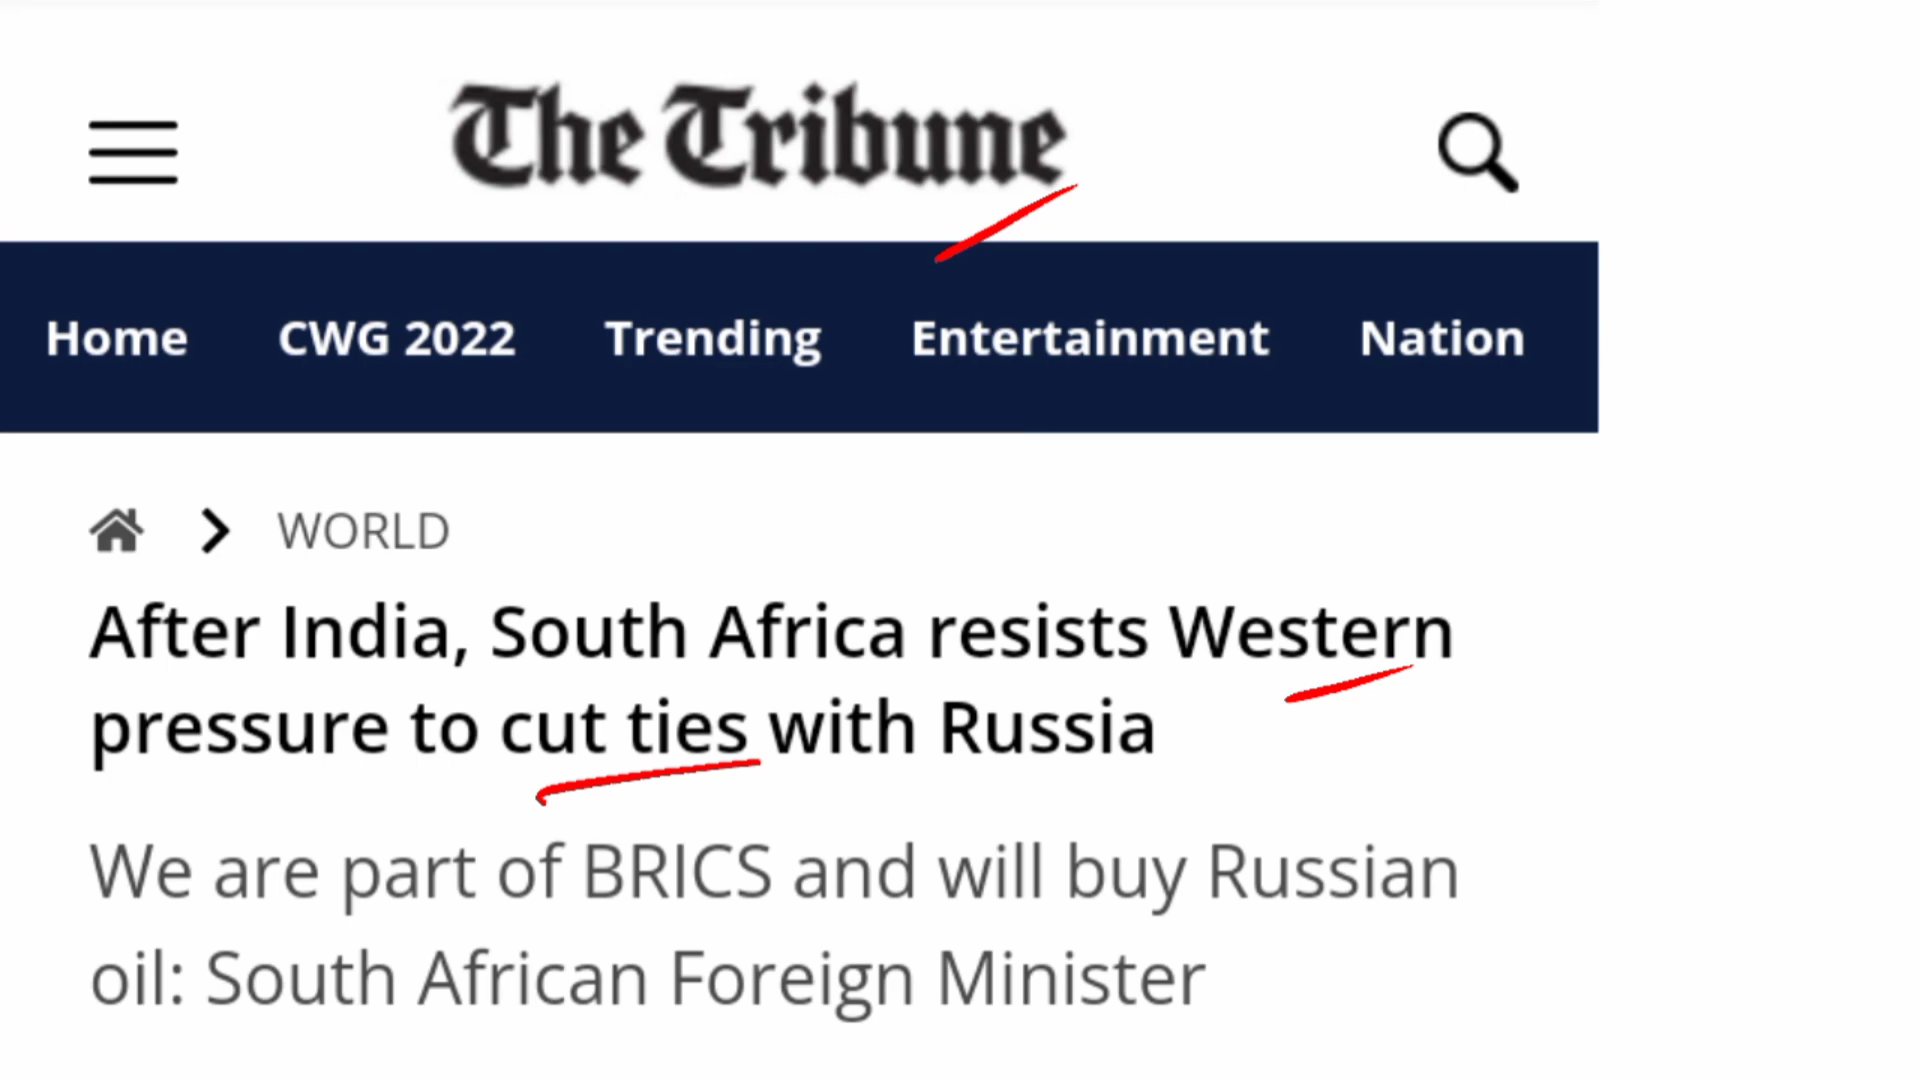 The Tribune
Home CWG 2022 Trending Entertainment Nation
WORLD
After India, South Africa resists Western
pressure to cut ties with Russia
We are part of BRICS and will buy Russian
oil: South African Foreign Minister